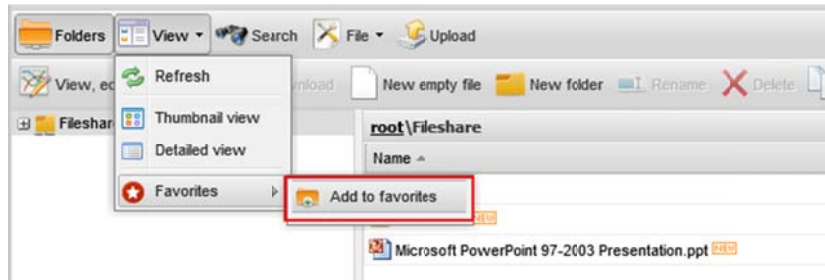 Folders View Search File Upload
View, ed nload New empty file New folder Rename Delete
Refresh
Fileshar
Thumbnail view
Detailed view
Favorites
Add to favorites
root\Fileshare
Name
NEW
Microsoft PowerPoint 97-2003 Presentation.ppt NEW